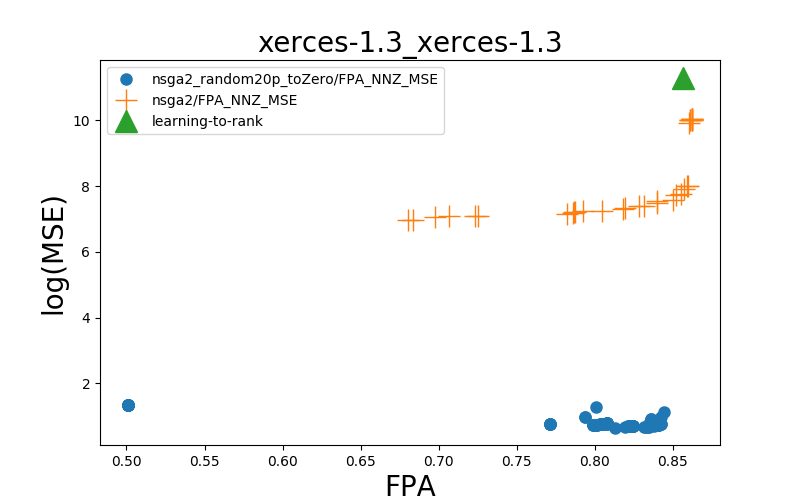 xerces-1.3_xerces-1.3
nsga2_random20p_toZero/FPA_NNZ_MSE
nsga2/FPA_NNZ_MSE
learning-to-rank
log(MSE)
10
8
6
4
2
0.50 0.55 0.60 0.65 0.70 0.75 0.80 0.85
FPA